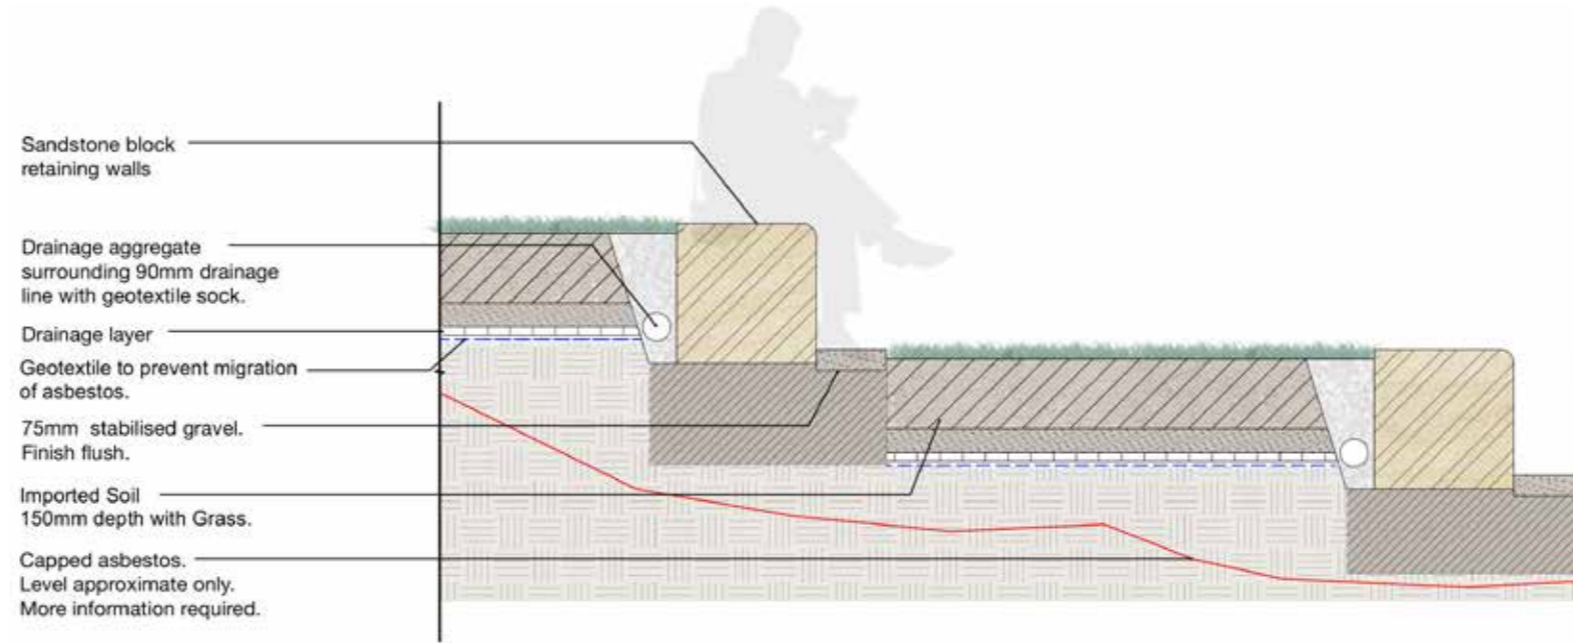 Sandstone block
retaining walls
Drainage aggregate
surrounding 90mm drainage
line with geotextile sock.
Drainage layer
Geotextile to prevent migration
of asbestos.
75mm  stabilised gravel.
Finish flush.
Imported Soil
150mm depth with Grass.
Capped asbestos.
Level approximate only.
More information required.